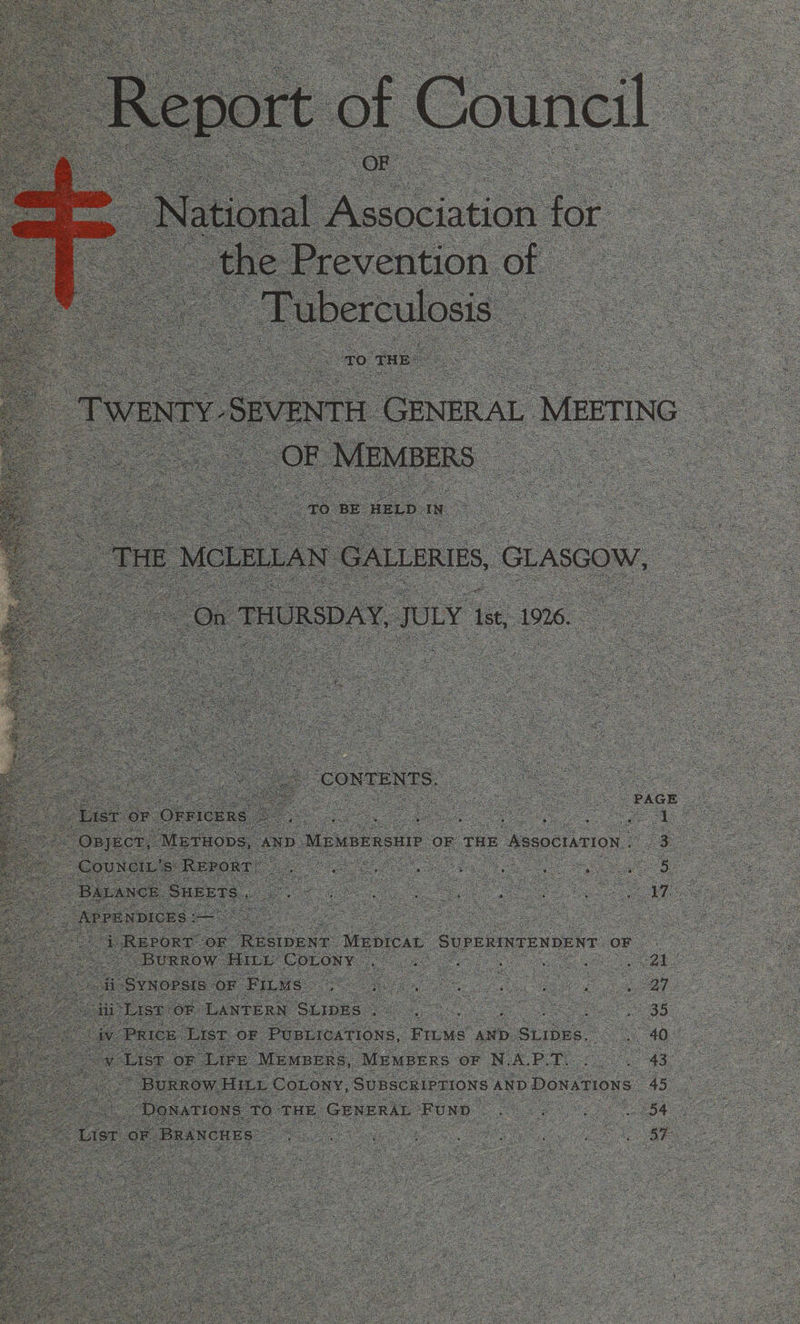 Report of Council
OF
National Association for
the Prevention of
Tuberculosis
TO THE
TWENTY-SEVENTH GENERAL MEETING
OF MEMBERS
TO BE HELD IN
THE MCLELLAN GALLERIES, GLASGOW,
On THURSDAY, JULY 1st, 1926.
CONTENTS.
PAGE
LIST OF OFFICERS . . . . . . . . 1
OBJECT, METHODS, AND MEMBERSHIP OF THE ASSOCIATION . 3
COUNCIL'S REPORT . . . . . . . . 5
BALANCE SHEETS . . . . . . . . 17
APPENDICES :—
i REPORT OF RESIDENT MEDICAL SUPERINTENDENT OF
BURROW HILL COLONY . . . . . . 21
ii SYNOPSIS OF FILMS . . . . . . 27
iii LIST OF LANTERN SLIDES . . . . . . 35
iv PRICE LIST OF PUBLICATIONS, FILMS AND SLIDES. . 40
v LIST OF LIFE MEMBERS, MEMBERS OF N.A.P.T. . . 43
BURROW HILL COLONY, SUBSCRIPTIONS AND DONATIONS 45
DONATIONS TO THE GENERAL FUND . . . . 54
LIST OF BRANCHES . . . . . . . . 57